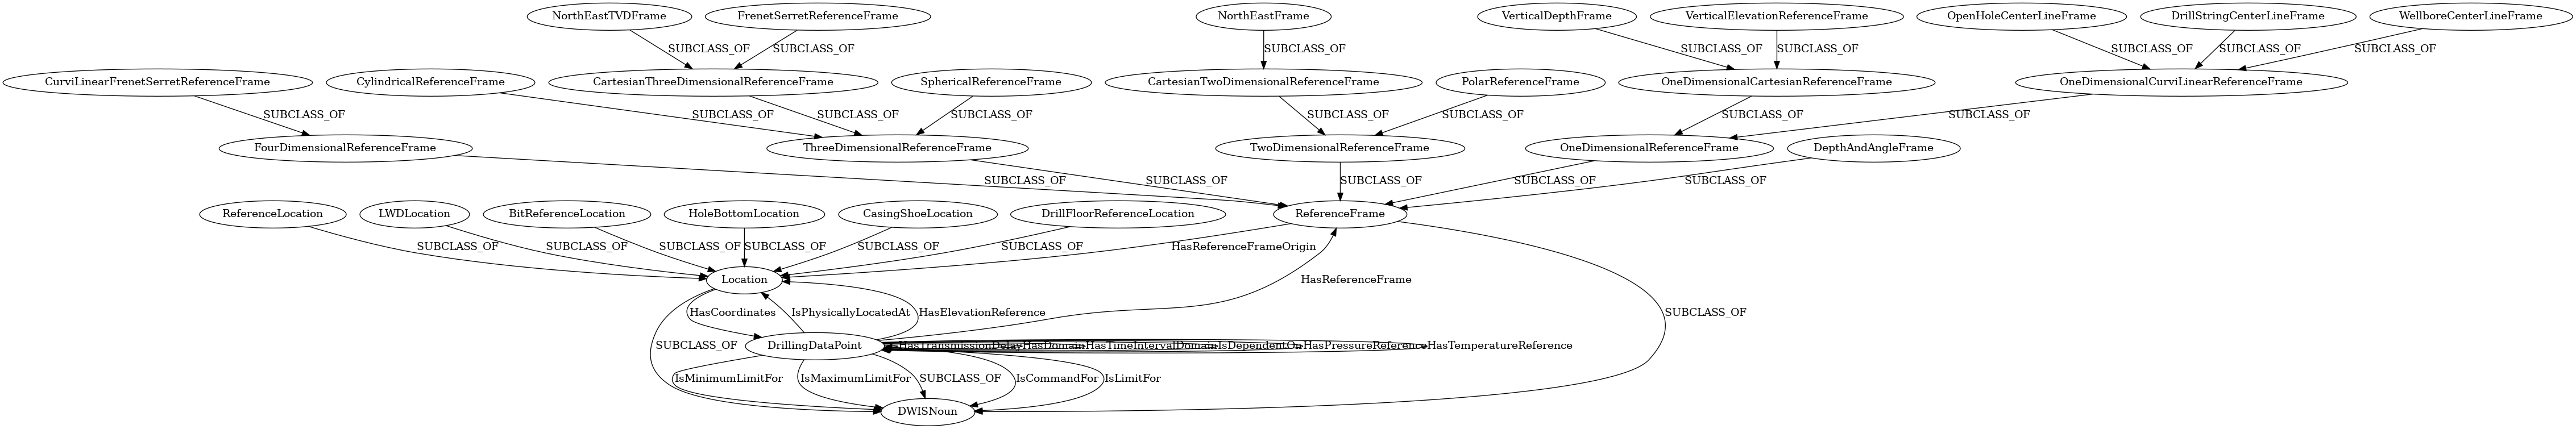 NorthEastTVDFrame
FrenetSerretReferenceFrame
NorthEastFrame
VerticalDepthFrame
VerticalElevationReferenceFrame
OpenHoleCenterLineFrame
DrillStringCenterLineFrame
WellboreCenterLineFrame
SUBCLASS_OF
SUBCLASS_OF
SUBCLASS_OF
SUBCLASS_OF
SUBCLASS_OF
SUBCLASS_OF
SUBCLASS_OF
SUBCLASS_OF
CurviLinearFrenetSerretReferenceFrame
CylindricalReferenceFrame
CartesianThreeDimensionalReferenceFrame
SphericalReferenceFrame
CartesianTwoDimensionalReferenceFrame
PolarReferenceFrame
OneDimensionalCartesianReferenceFrame
OneDimensionalCurviLinearReferenceFrame
SUBCLASS_OF
SUBCLASS_OF
SUBCLASS_OF
SUBCLASS_OF
SUBCLASS_OF
SUBCLASS_OF
SUBCLASS_OF
SUBCLASS_OF
FourDimensionalReferenceFrame
ThreeDimensionalReferenceFrame
TwoDimensionalReferenceFrame
OneDimensionalReferenceFrame
DepthAndAngleFrame
SUBCLASS_OF
SUBCLASS_OF
SUBCLASS_OF
SUBCLASS_OF
SUBCLASS_OF
ReferenceLocation
LWDLocation
BitReferenceLocation
HoleBottomLocation
CasingShoeLocation
DrillFloorReferenceLocation
ReferenceFrame
SUBCLASS_OF
SUBCLASS_OF
SUBCLASS_OF
SUBCLASS_OF
SUBCLASS_OF
SUBCLASS_OF
HasReferenceFrameOrigin
Location
HasReferenceFrame
HasCoordinates
IsPhysicallyLocatedAt
HasElevationReference
SUBCLASS_OF
SUBCLASS_OF
DrillingDataPoint
HasTransmissionDelay
HasDomain
HasTimeIntervalDomain
IsDependentOn
HasPressureReference
HasTemperatureReference
IsMinimumLimitFor
IsMaximumLimitFor
SUBCLASS_OF
IsCommandFor
IsLimitFor
DWISNoun